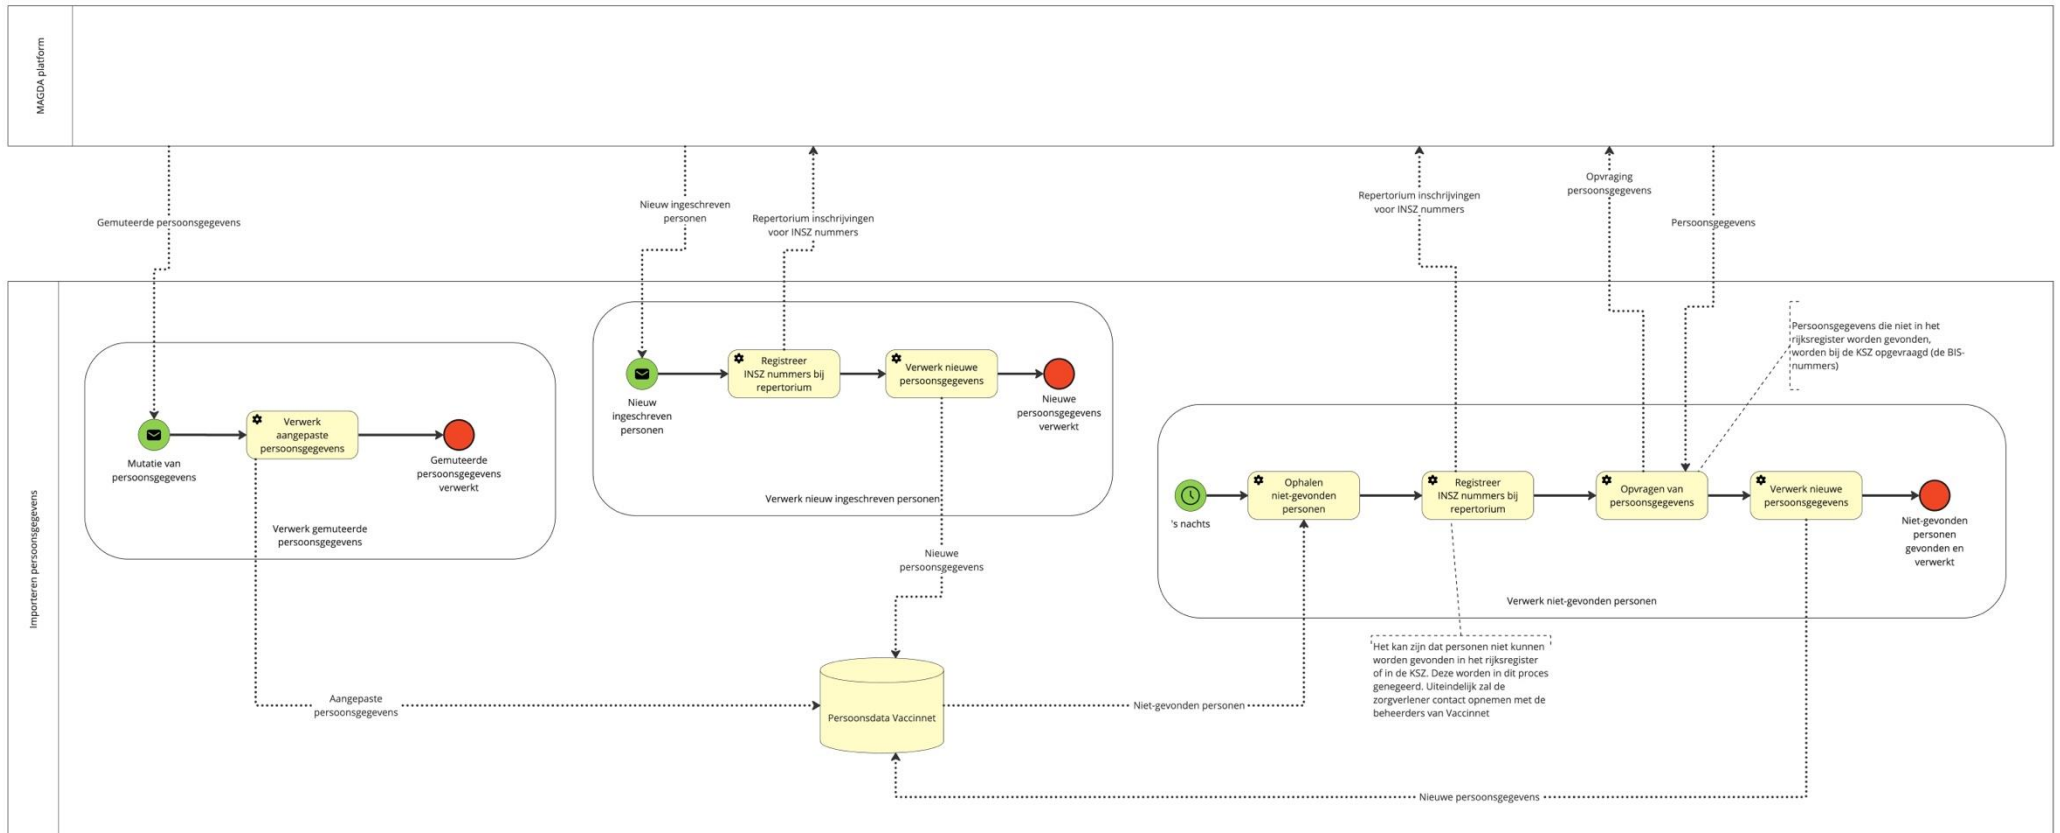 MAGDA platform
Gemuteerde persoonsgegevens
Nieuw ingeschreven
personen
Repertorium inschrijvingen
voor INSZ nummers
Repertorium inschrijvingen
voor INSZ nummers
Opvraging
persoonsgegevens
Persoonsgegevens
Importeren persoonsgegevens
Mutatie van
persoonsgegevens
Verwerk
aangepaste
persoonsgegevens
Gemuteerde
persoonsgegevens
verwerkt
Verwerk gemuteerde
persoonsgegevens
Nieuw
ingeschreven
personen
Registreer
INSZ nummers bij
repertorium
Verwerk nieuwe
persoonsgegevens
Nieuwe
persoonsgegevens
verwerkt
Verwerk nieuw ingeschreven personen
Persoonsgegevens die niet in het
rijksregister worden gevonden,
worden bij de KSZ opgevraagd (de BIS-
nummers)
's nachts
Ophalen
niet-gevonden
personen
Registreer
INSZ nummers bij
repertorium
Opvragen van
persoonsgegevens
Verwerk nieuwe
persoonsgegevens
Niet-gevonden
personen
gevonden en
verwerkt
Verwerk niet-gevonden personen
Nieuwe
persoonsgegevens
Het kan zijn dat personen niet kunnen
worden gevonden in het rijksregister
of in de KSZ. Deze worden in dit proces
genegeerd. Uiteindelijk zal de
zorgverlener contact opnemen met de
beheerders van Vaccinnet
Aangepaste
persoonsgegevens
Persoonsdata Vaccinnet
Niet-gevonden personen
Nieuwe persoonsgegevens